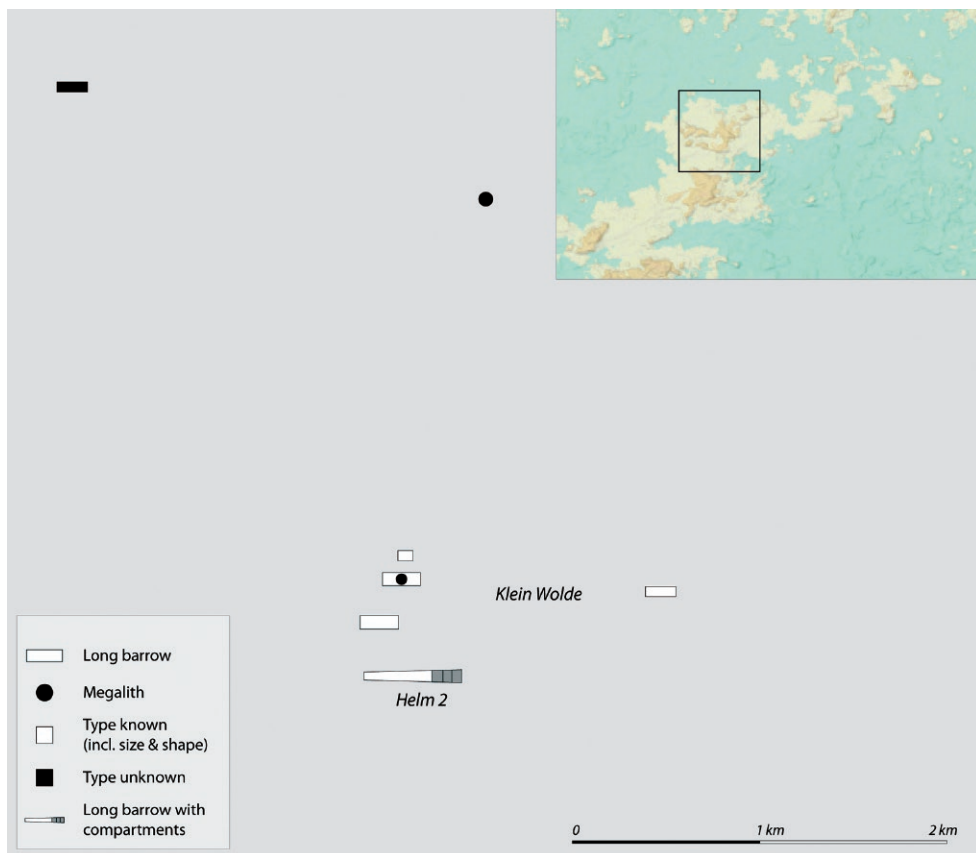 Klein Wolde
Helm 2
Long barrow
Megalith
Type known
(incl. size & shape)
Type unknown
Long barrow with
compartments
0 1 km 2 km